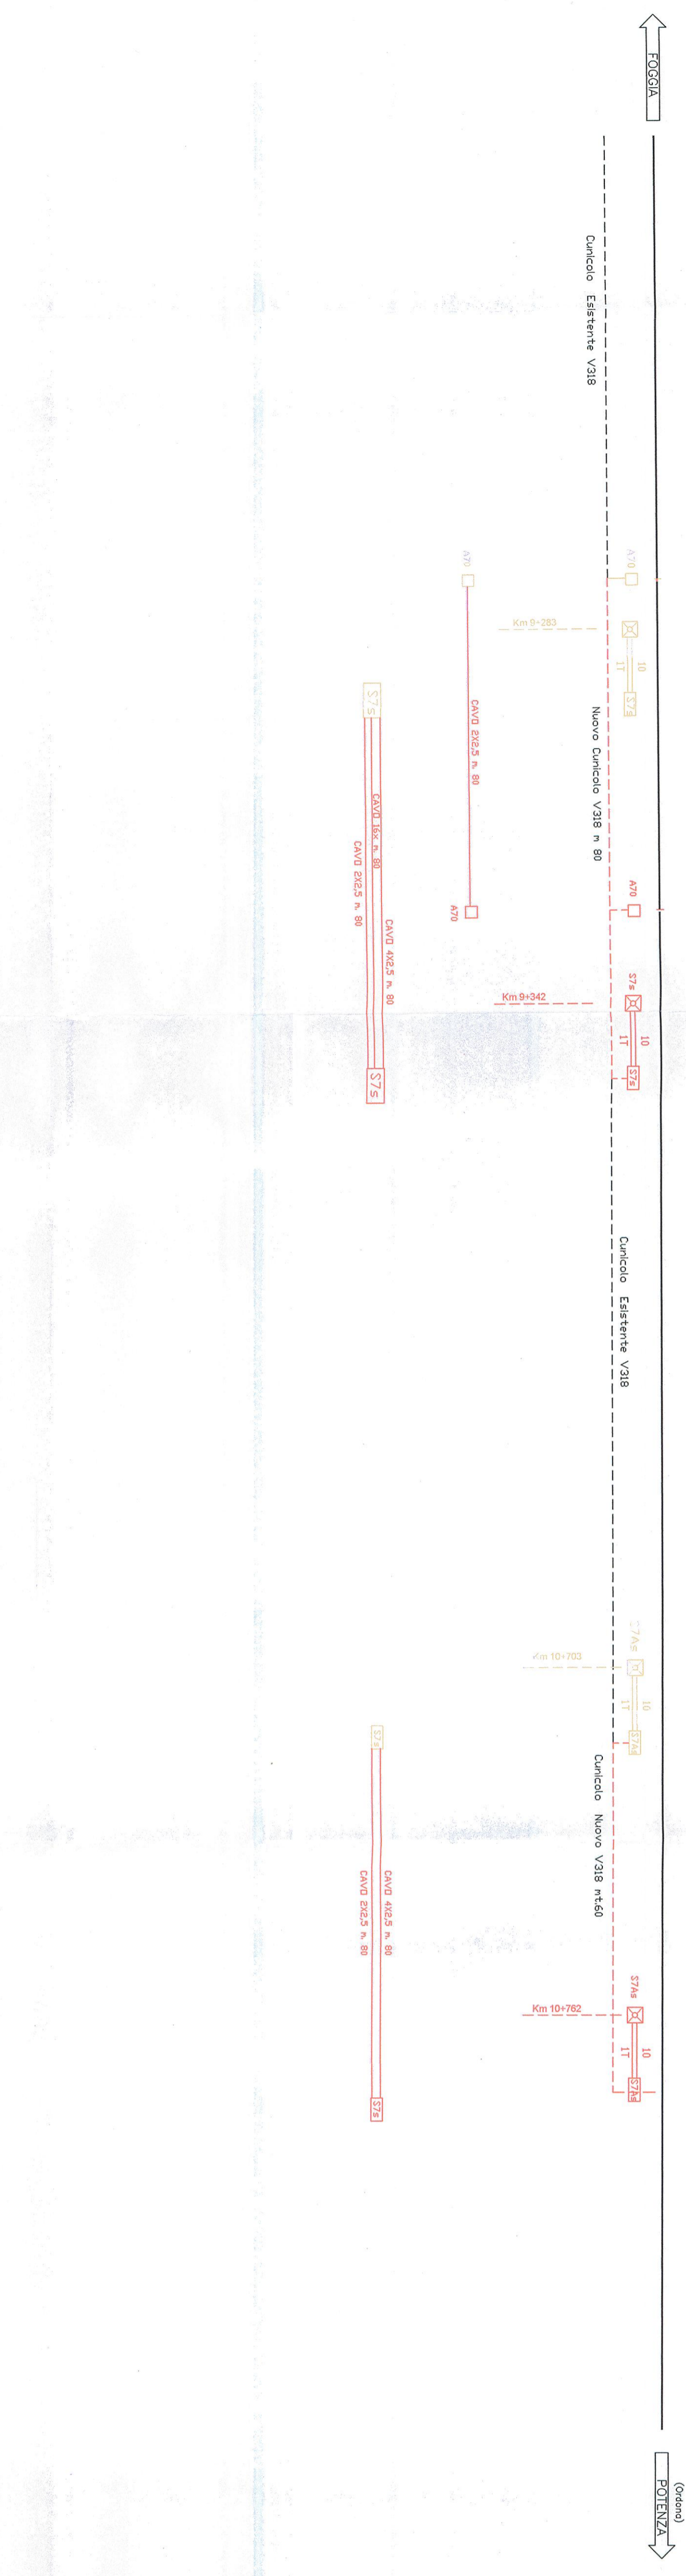 FOGGIA
Cunicolo Esistente V318
A70
A70
Km 9+283
10
1T
S7s
S7s
CAVO 2X2,5 m. 80
Nuovo Cunicolo V318 m 80
CAVO 16x m. 80
CAVO 2X2,5 m. 80
CAVO 4X2,5 m. 80
A70
A70
S7s
Km 9+342
10
1T
S7s
S7s
Cunicolo Esistente V318
S7As
Km 10+703
10
1T
S7As
S7s
Cunicolo Nuovo V318 mt.60
CAVO 4X2,5 m. 80
CAVO 2X2,5 m. 80
S7As
Km 10+762
10
1T
S7As
S7s
(Ordona)
POTENZA